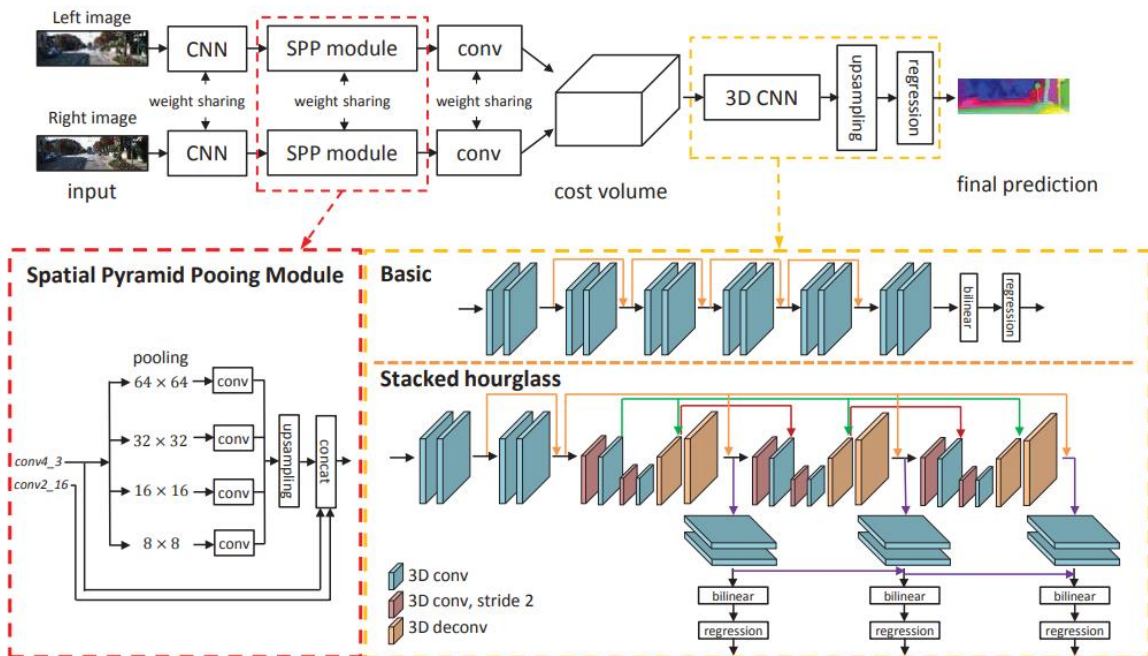 Left image
CNN
SPP module
conv
weight sharing
weight sharing
weight sharing
Right image
CNN
SPP module
conv
input
cost volume
3D CNN
upsampling
regression
final prediction
Spatial Pyramid Pooing Module
pooling
64 × 64
conv
32 × 32
conv
16 × 16
conv
8 × 8
conv
conv4_3
conv2_16
upsampling
concat
Basic
bilinear
regression
Stacked hourglass
3D conv
3D conv, stride 2
3D deconv
bilinear
bilinear
bilinear
regression
regression
regression